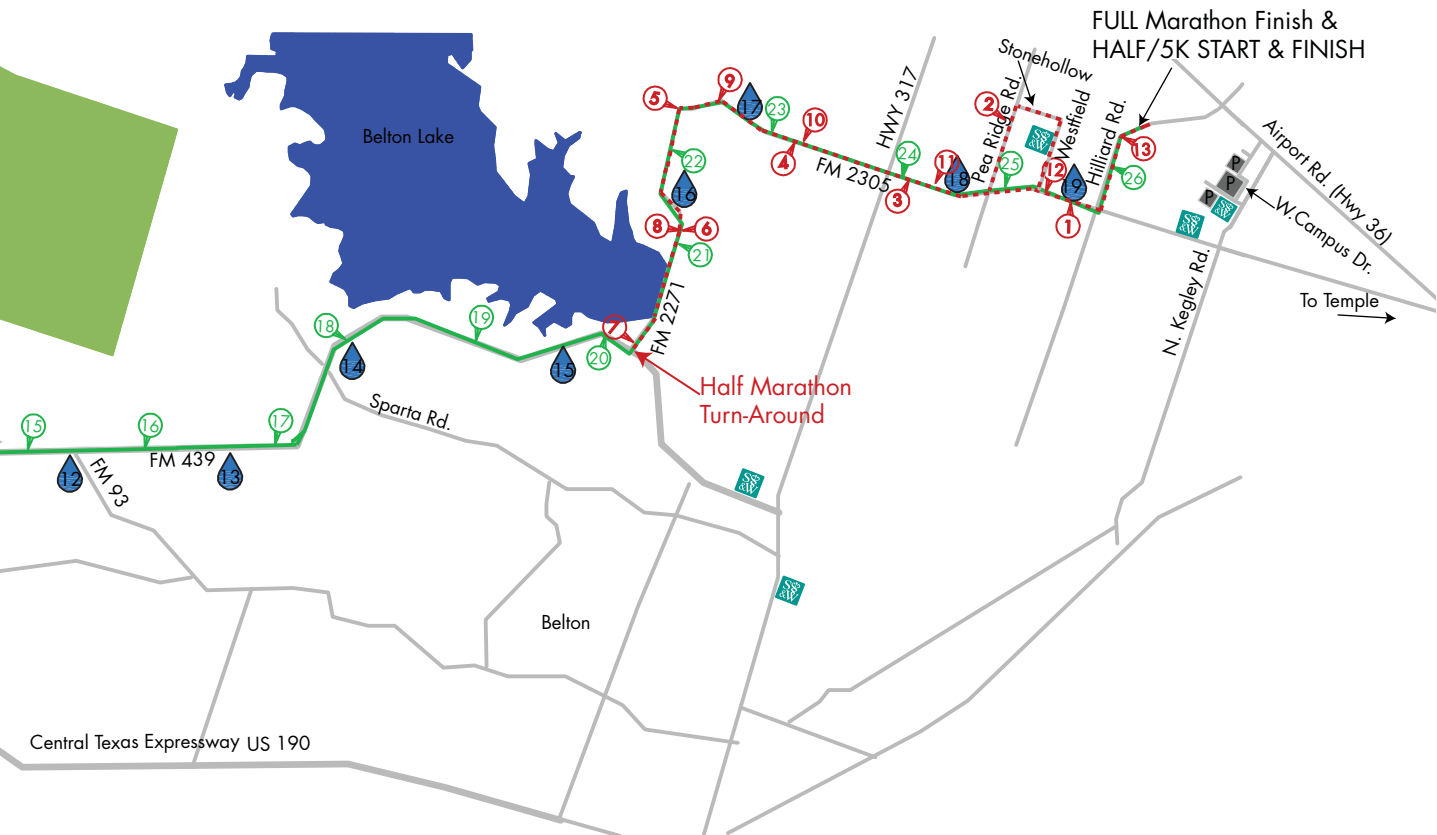 FULL Marathon Finish &
HALF/5K START & FINISH
Stonehollow
9
5
17
23
10
HWY 317
2
Pea Ridge Rd.
S&W
Westfield
Hilliard Rd.
13
Airport Rd. (Hwy 36)
Belton Lake
4
FM 2305
24
11
18
25
12
19
26
P
P
P
22
16
3
1
S&W
S&W
W. Campus Dr.
8
6
21
To Temple
N. Kegley Rd.
FM 2271
18
19
7
14
15
20
Half Marathon
Turn-Around
Sparta Rd.
15
16
17
FM 439
12
FM 93
13
S&W
S&W
Belton
Central Texas Expressway US 190